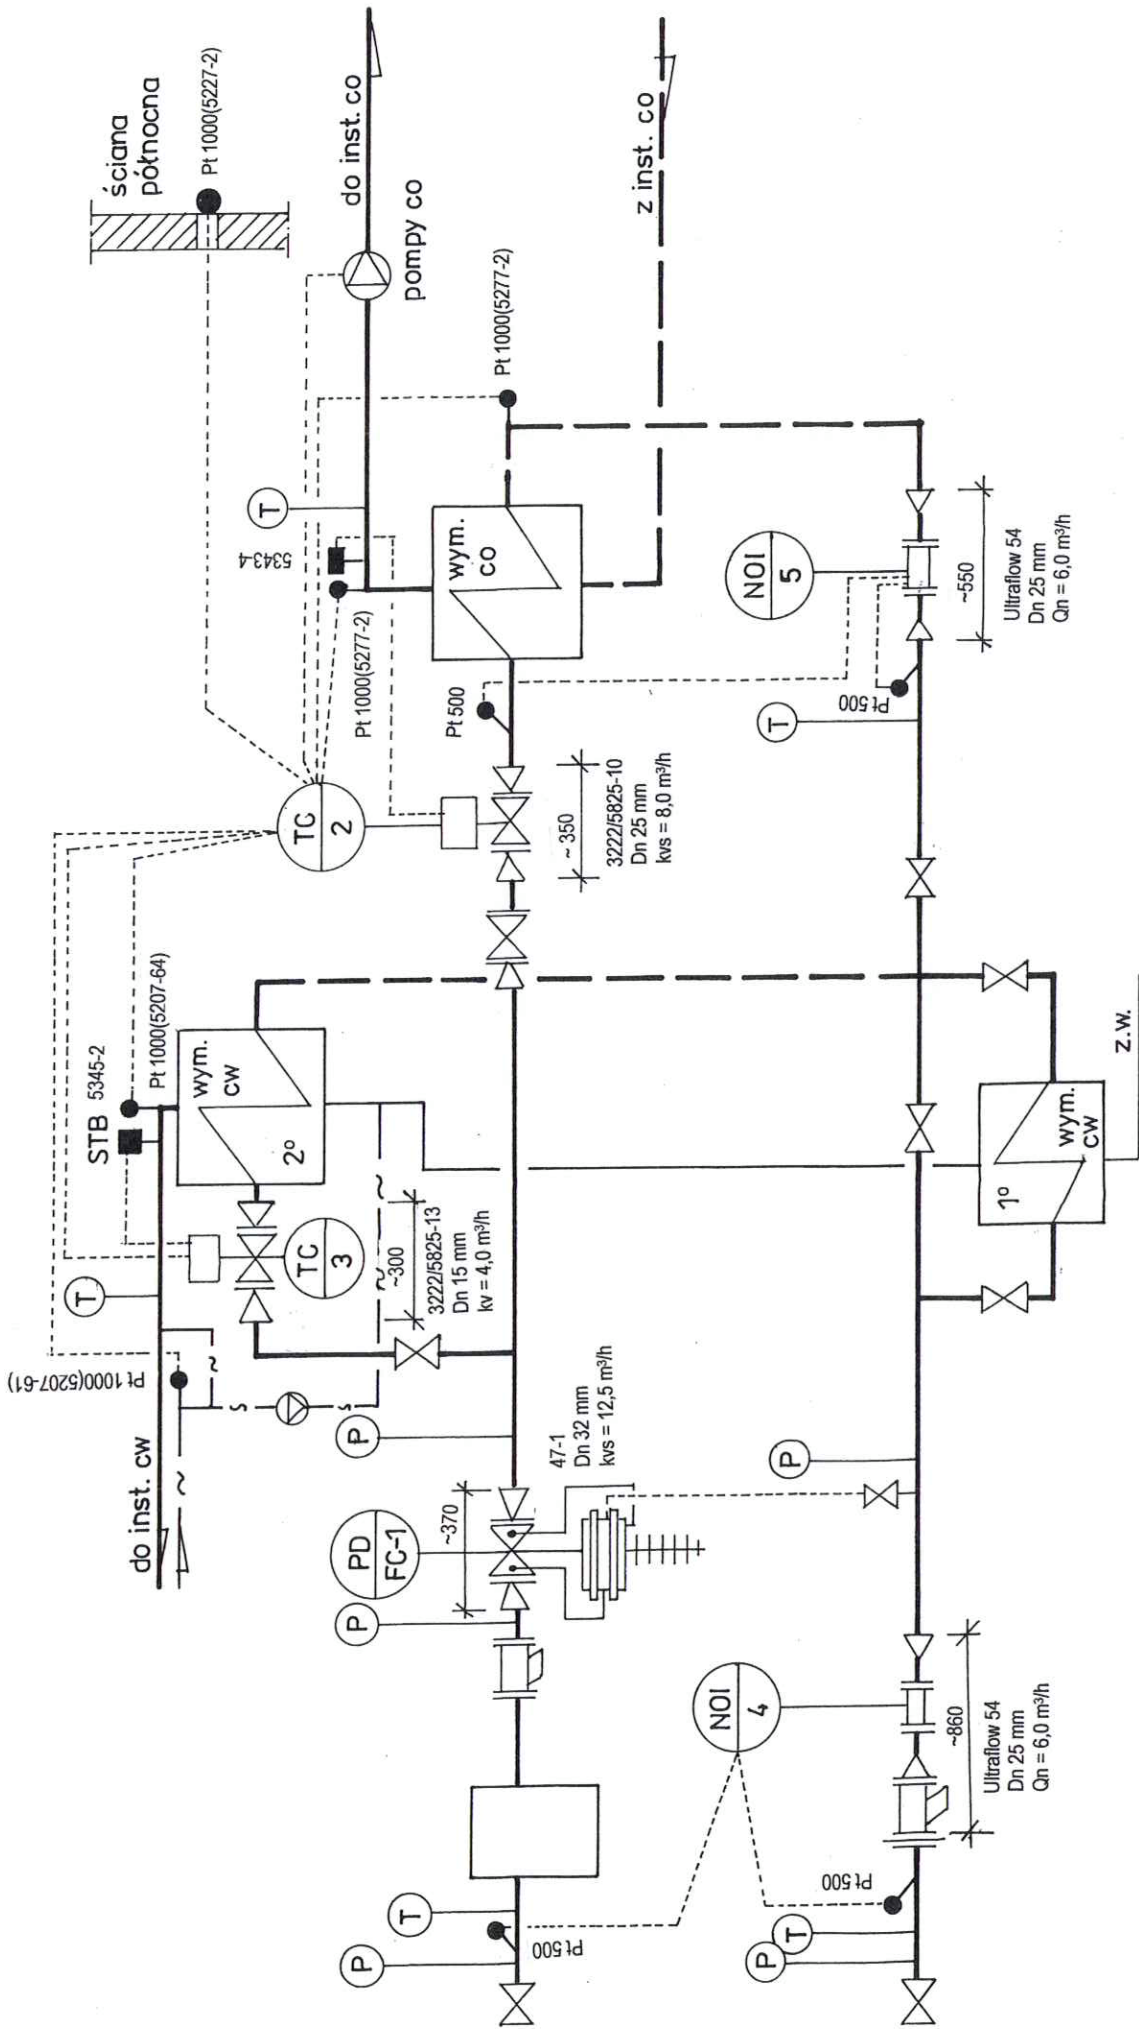 ściana
północna
Pt 1000(5227-2)
do inst. co
z inst. co
pompy co
Pt 1000(5277-2)
T
5343-4
Pt 1000(5277-2)
wym.
co
NOI
5
~550
Ultraflow 54
Dn 25 mm
Qn = 6,0 m³/h
Pt 500
Pt 500
T
TC
2
~ 350
3222/5825-10
Dn 25 mm
kvs = 8,0 m³/h
STB
5345-2
Pt 1000(5207-64)
wym.
cw
2º
z.w.
wym.
cw
1º
T
TC
3
~300
3222/5825-13
Dn 15 mm
kv = 4,0 m³/h
~
~
~
Pt 1000(5207-61)
~
~
~
do inst. cw
P
P
PD
FC-1
~370
47-1
Dn 32 mm
kvs = 12,5 m³/h
P
NOI
4
~860
Ultraflow 54
Dn 25 mm
Qn = 6,0 m³/h
T
P
Pt 500
Pt 500
P
T